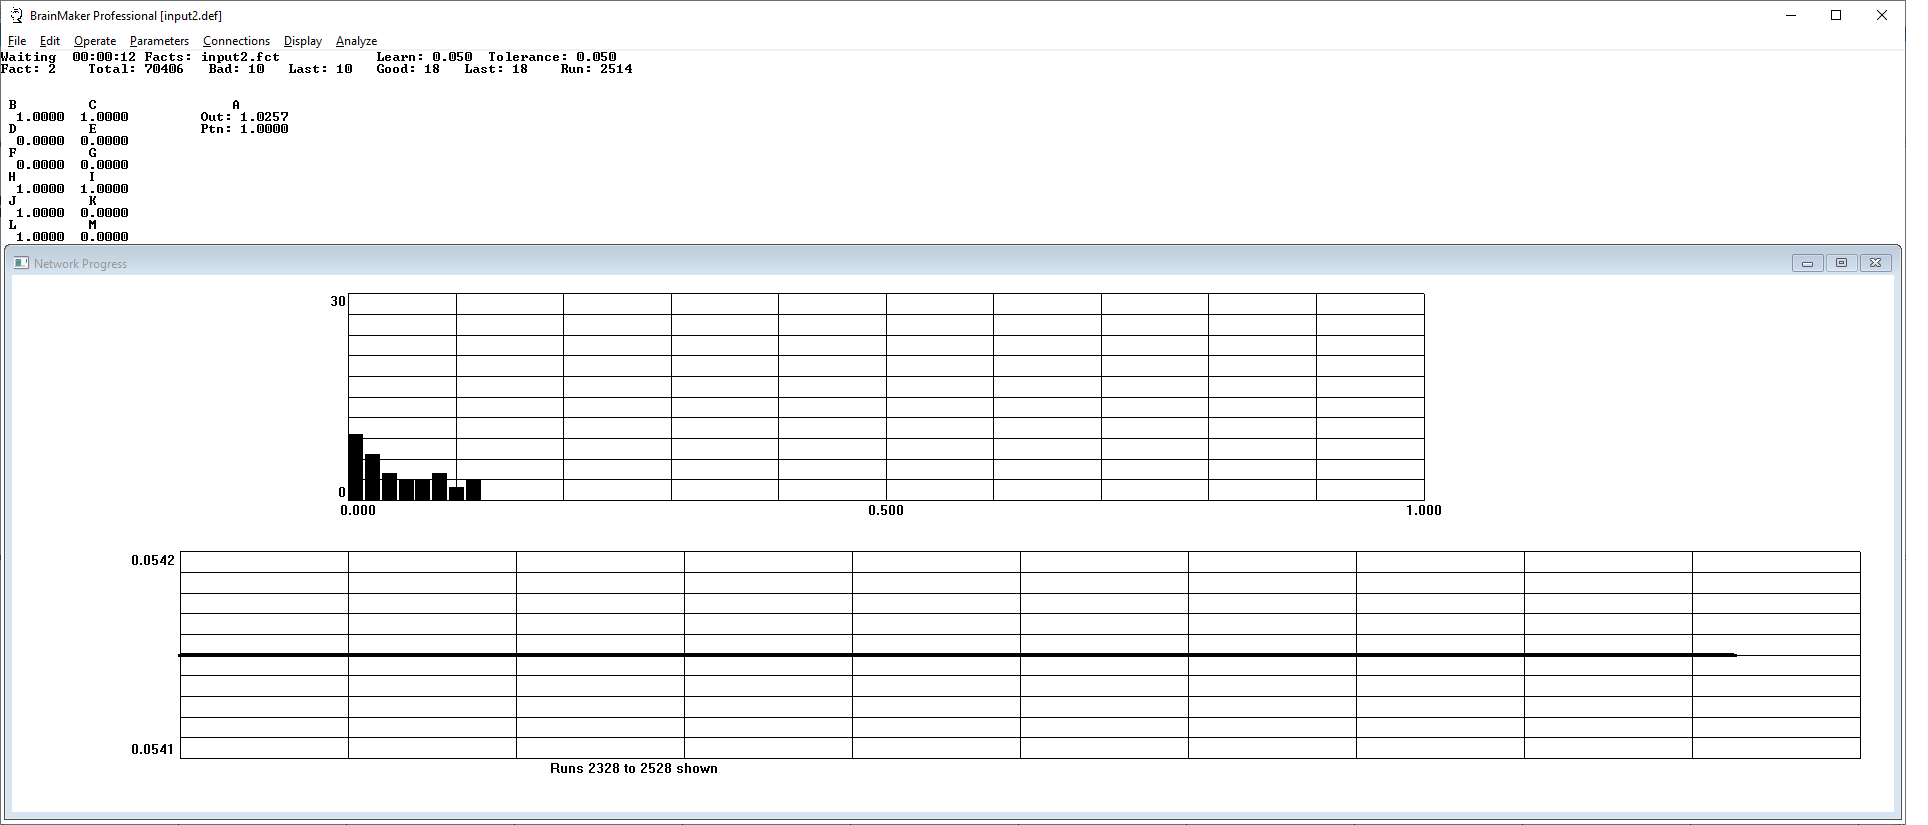 BrainMaker Professional [input2.def]
File Edit Operate Parameters Connections Display Analyze
Waiting 00:00:12 Facts: input2.fct Learn: 0.050 Tolerance: 0.050
Fact: 2 Total: 70406 Bad: 10 Last: 10 Good: 18 Last: 18 Run: 2514
B C A
1.0000 1.0000 Out: 1.0257
D E Ptn: 1.0000
0.0000 0.0000
F G
0.0000 0.0000
H I
1.0000 1.0000
J K
1.0000 0.0000
L M
1.0000 0.0000
Network Progress
30
0
0.000 0.500 1.000
0.0542
0.0541
Runs 2328 to 2528 shown